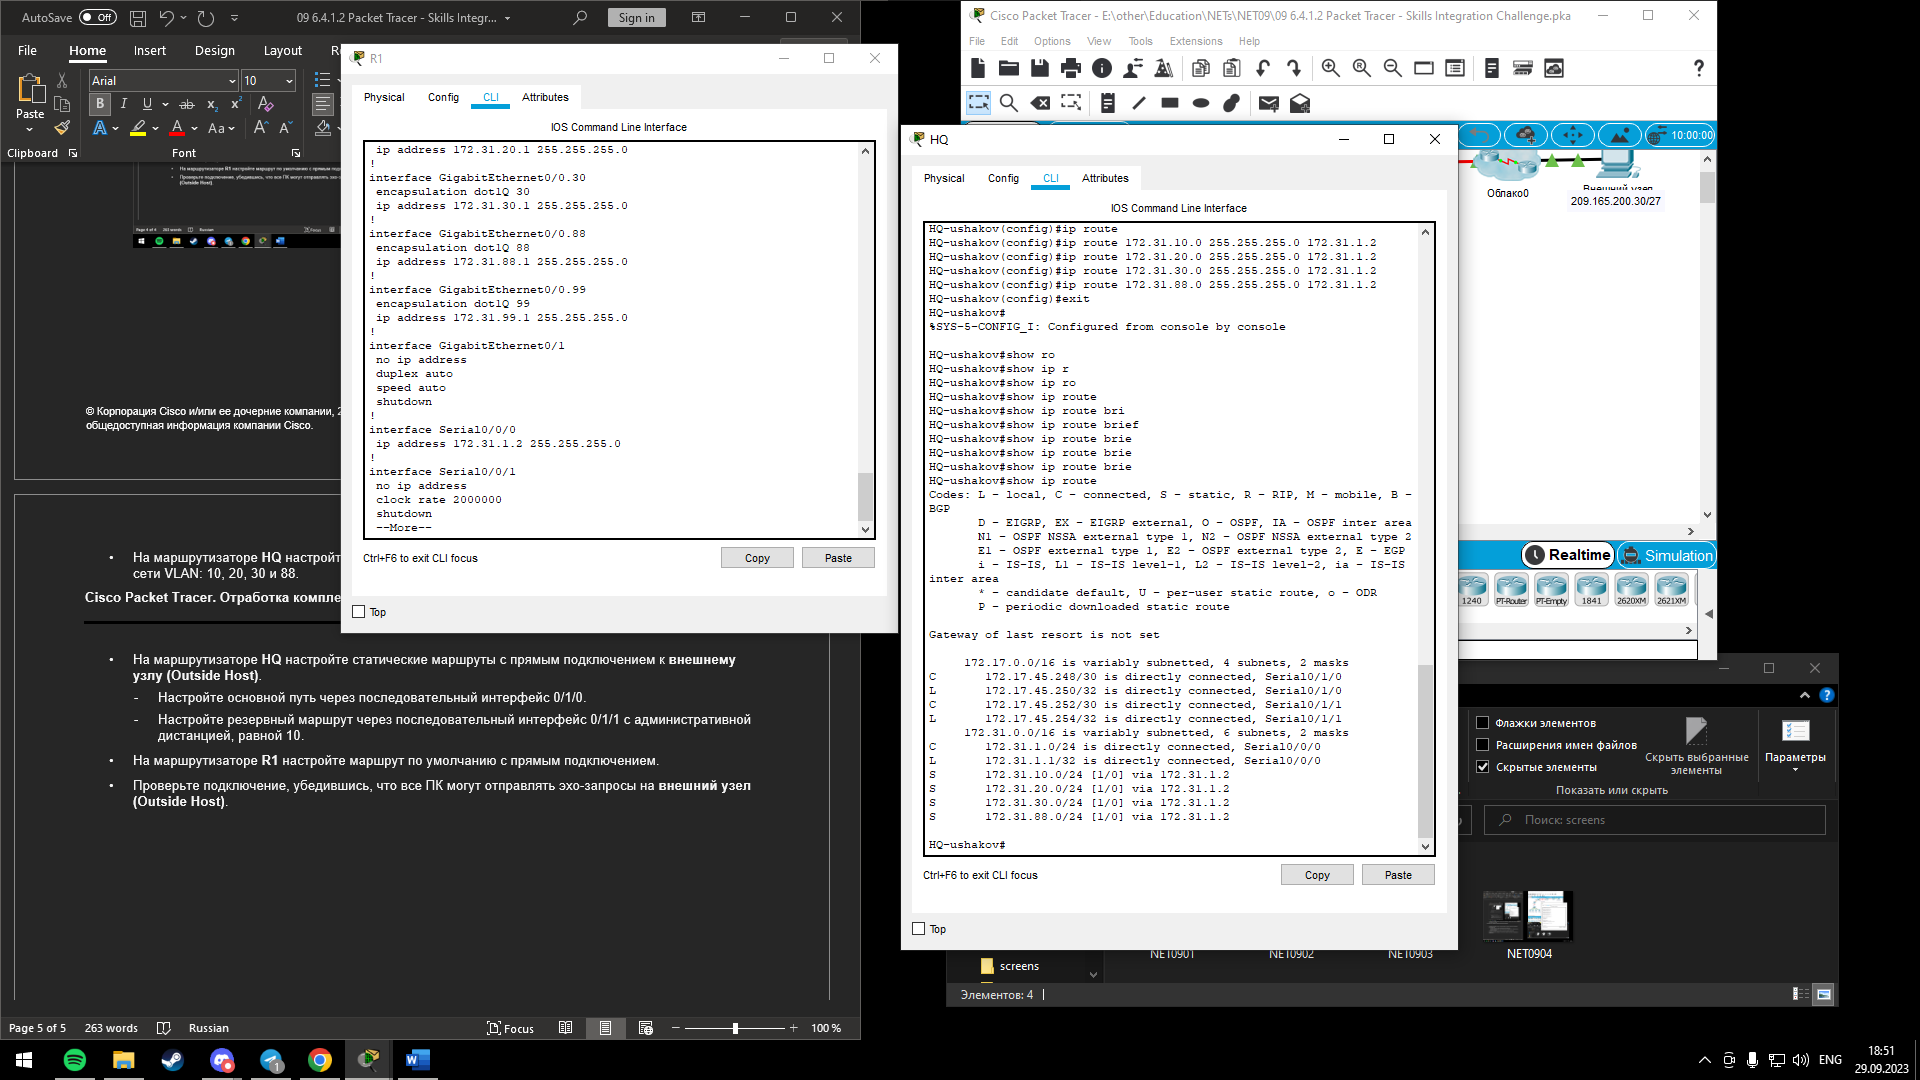 AutoSave Off 09 6.4.1.2 Packet Tracer - Skills Integr... Sign in
File Home Insert Design Layout
Arial 10
Paste
Clipboard Font
© Корпорация Cisco и/или ее дочерние компании, 2
общедоступная информация компании Cisco.
• На маршрутизаторе HQ настройт
сети VLAN: 10, 20, 30 и 88.
Cisco Packet Tracer. Отработка компле
• На маршрутизаторе HQ настройте статические маршруты с прямым подключением к внешнему
узлу (Outside Host).
- Настройте основной путь через последовательный интерфейс 0/1/0.
- Настройте резервный маршрут через последовательный интерфейс 0/1/1 с административной
дистанцией, равной 10.
• На маршрутизаторе R1 настройте маршрут по умолчанию с прямым подключением.
• Проверьте подключение, убедившись, что все ПК могут отправлять эхо-запросы на внешний узел
(Outside Host).
Page 5 of 5 263 words Russian Focus 100 %
R1
Physical Config CLI Attributes
IOS Command Line Interface
ip address 172.31.20.1 255.255.255.0
!
interface GigabitEthernet0/0.30
encapsulation dot1Q 30
ip address 172.31.30.1 255.255.255.0
!
interface GigabitEthernet0/0.88
encapsulation dot1Q 88
ip address 172.31.88.1 255.255.255.0
!
interface GigabitEthernet0/0.99
encapsulation dot1Q 99
ip address 172.31.99.1 255.255.255.0
!
interface GigabitEthernet0/1
no ip address
duplex auto
speed auto
shutdown
!
interface Serial0/0/0
ip address 172.31.1.2 255.255.255.0
!
interface Serial0/0/1
no ip address
clock rate 2000000
shutdown
--More--
Ctrl+F6 to exit CLI focus Copy Paste
Top
Cisco Packet Tracer - E:\other\Education\NETs\NET09\09 6.4.1.2 Packet Tracer - Skills Integration Challenge.pka
File Edit Options View Tools Extensions Help
10:00:00
Облако0
Внешний узел
209.165.200.30/27
Realtime Simulation
1240 PT-Router PT-Empty 1841 2620XM 2621XM
HQ
Physical Config CLI Attributes
IOS Command Line Interface
HQ-ushakov(config)#ip route
HQ-ushakov(config)#ip route 172.31.10.0 255.255.255.0 172.31.1.2
HQ-ushakov(config)#ip route 172.31.20.0 255.255.255.0 172.31.1.2
HQ-ushakov(config)#ip route 172.31.30.0 255.255.255.0 172.31.1.2
HQ-ushakov(config)#ip route 172.31.88.0 255.255.255.0 172.31.1.2
HQ-ushakov(config)#exit
HQ-ushakov#
%SYS-5-CONFIG_I: Configured from console by console
HQ-ushakov#show ro
HQ-ushakov#show ip r
HQ-ushakov#show ip ro
HQ-ushakov#show ip route
HQ-ushakov#show ip route bri
HQ-ushakov#show ip route brief
HQ-ushakov#show ip route brie
HQ-ushakov#show ip route brie
HQ-ushakov#show ip route brie
HQ-ushakov#show ip route
Codes: L - local, C - connected, S - static, R - RIP, M - mobile, B -
BGP
D - EIGRP, EX - EIGRP external, O - OSPF, IA - OSPF inter area
N1 - OSPF NSSA external type 1, N2 - OSPF NSSA external type 2
E1 - OSPF external type 1, E2 - OSPF external type 2, E - EGP
i - IS-IS, L1 - IS-IS level-1, L2 - IS-IS level-2, ia - IS-IS
inter area
* - candidate default, U - per-user static route, o - ODR
P - periodic downloaded static route
Gateway of last resort is not set
172.17.0.0/16 is variably subnetted, 4 subnets, 2 masks
C 172.17.45.248/30 is directly connected, Serial0/1/0
L 172.17.45.250/32 is directly connected, Serial0/1/0
C 172.17.45.252/30 is directly connected, Serial0/1/1
L 172.17.45.254/32 is directly connected, Serial0/1/1
172.31.0.0/16 is variably subnetted, 6 subnets, 2 masks
C 172.31.1.0/24 is directly connected, Serial0/0/0
L 172.31.1.1/32 is directly connected, Serial0/0/0
S 172.31.10.0/24 [1/0] via 172.31.1.2
S 172.31.20.0/24 [1/0] via 172.31.1.2
S 172.31.30.0/24 [1/0] via 172.31.1.2
S 172.31.88.0/24 [1/0] via 172.31.1.2
HQ-ushakov#
Ctrl+F6 to exit CLI focus Copy Paste
Top
Флажки элементов
Расширения имен файлов
Скрытые элементы
Скрыть выбранные
элементы
Параметры
Показать или скрыть
Поиск: screens
screens
NET0901 NET0902 NET0903 NET0904
Элементов: 4
1
ENG
18:51
29.09.2023